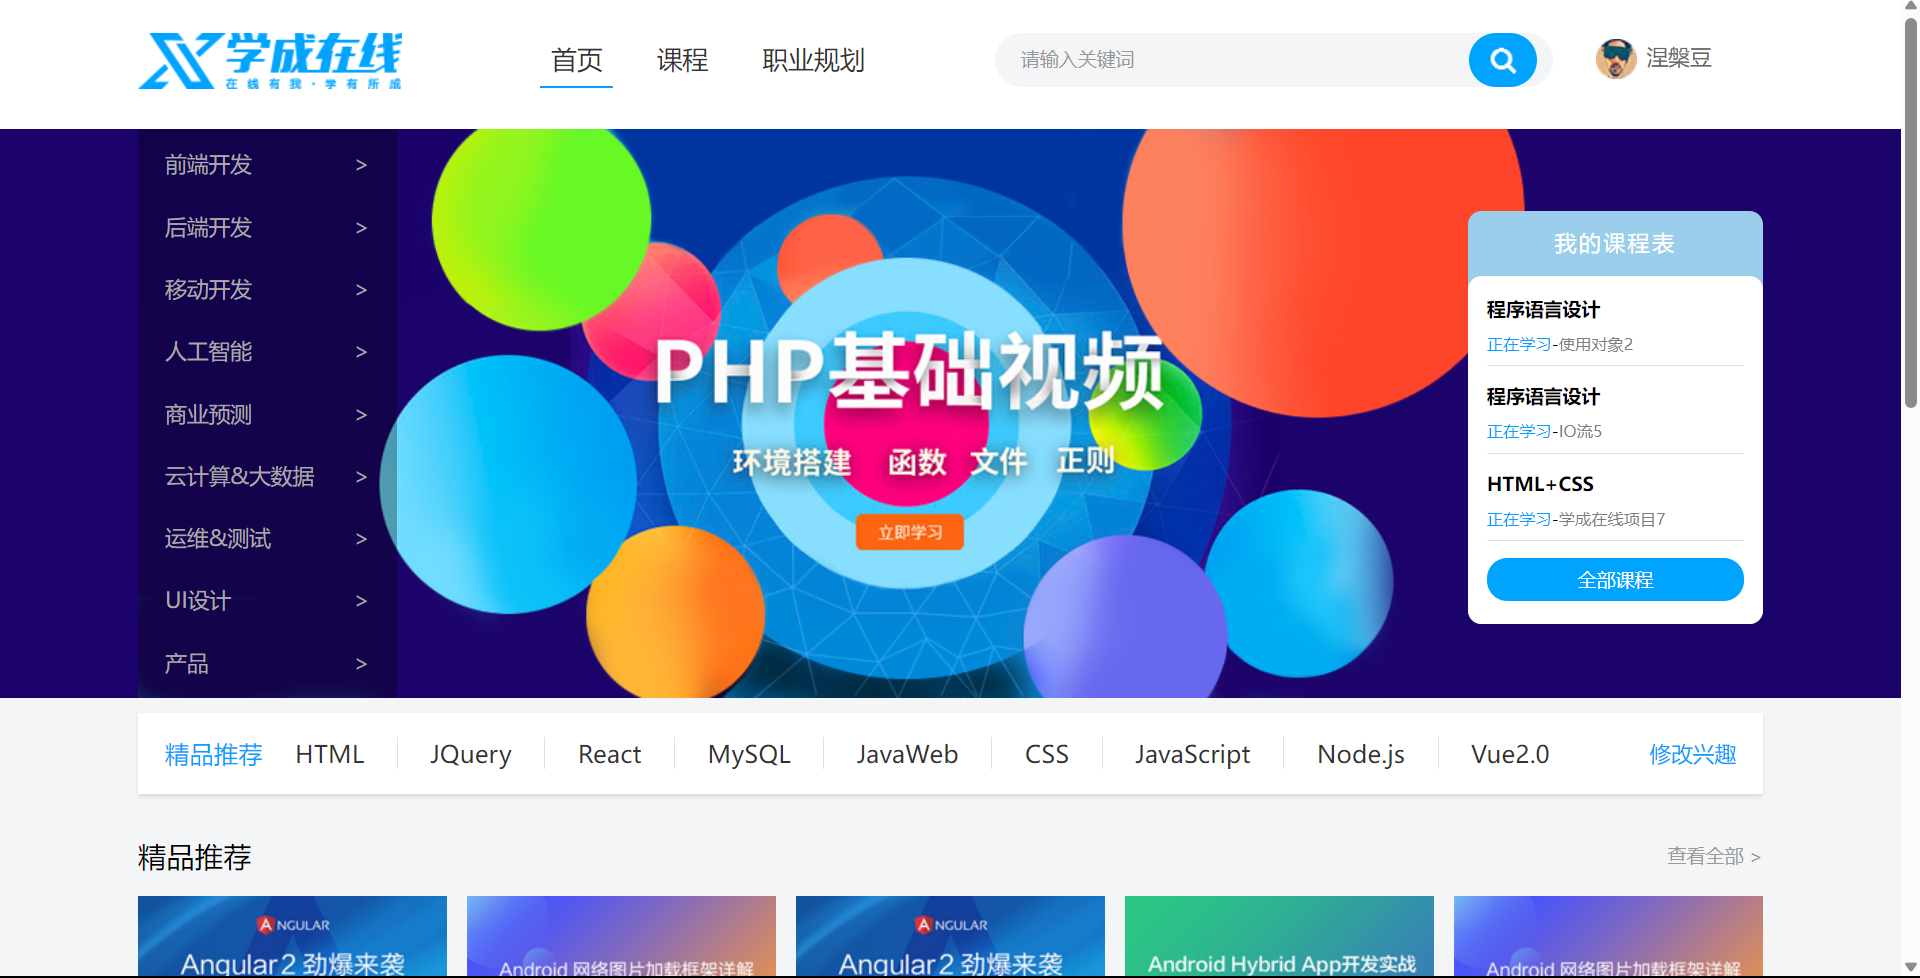 学成在线
在线有我·学有所成
首页 课程 职业规划
请输入关键词
涅槃豆
前端开发 >
后端开发 >
移动开发 >
人工智能 >
商业预测 >
云计算&大数据 >
运维&测试 >
UI设计 >
产品 >
PHP基础视频
环境搭建 函数 文件 正则
立即学习
我的课程表
程序语言设计
正在学习-使用对象2
程序语言设计
正在学习-IO流5
HTML+CSS
正在学习-学成在线项目7
全部课程
精品推荐 HTML JQuery React MySQL JavaWeb CSS JavaScript Node.js Vue2.0 修改兴趣
精品推荐 查看全部 >
ANGULAR
Angular2 劲爆来袭
Android 网络图片加载框架详解
ANGULAR
Angular2 劲爆来袭
Android Hybrid App开发实战
Android 网络图片加载框架详解